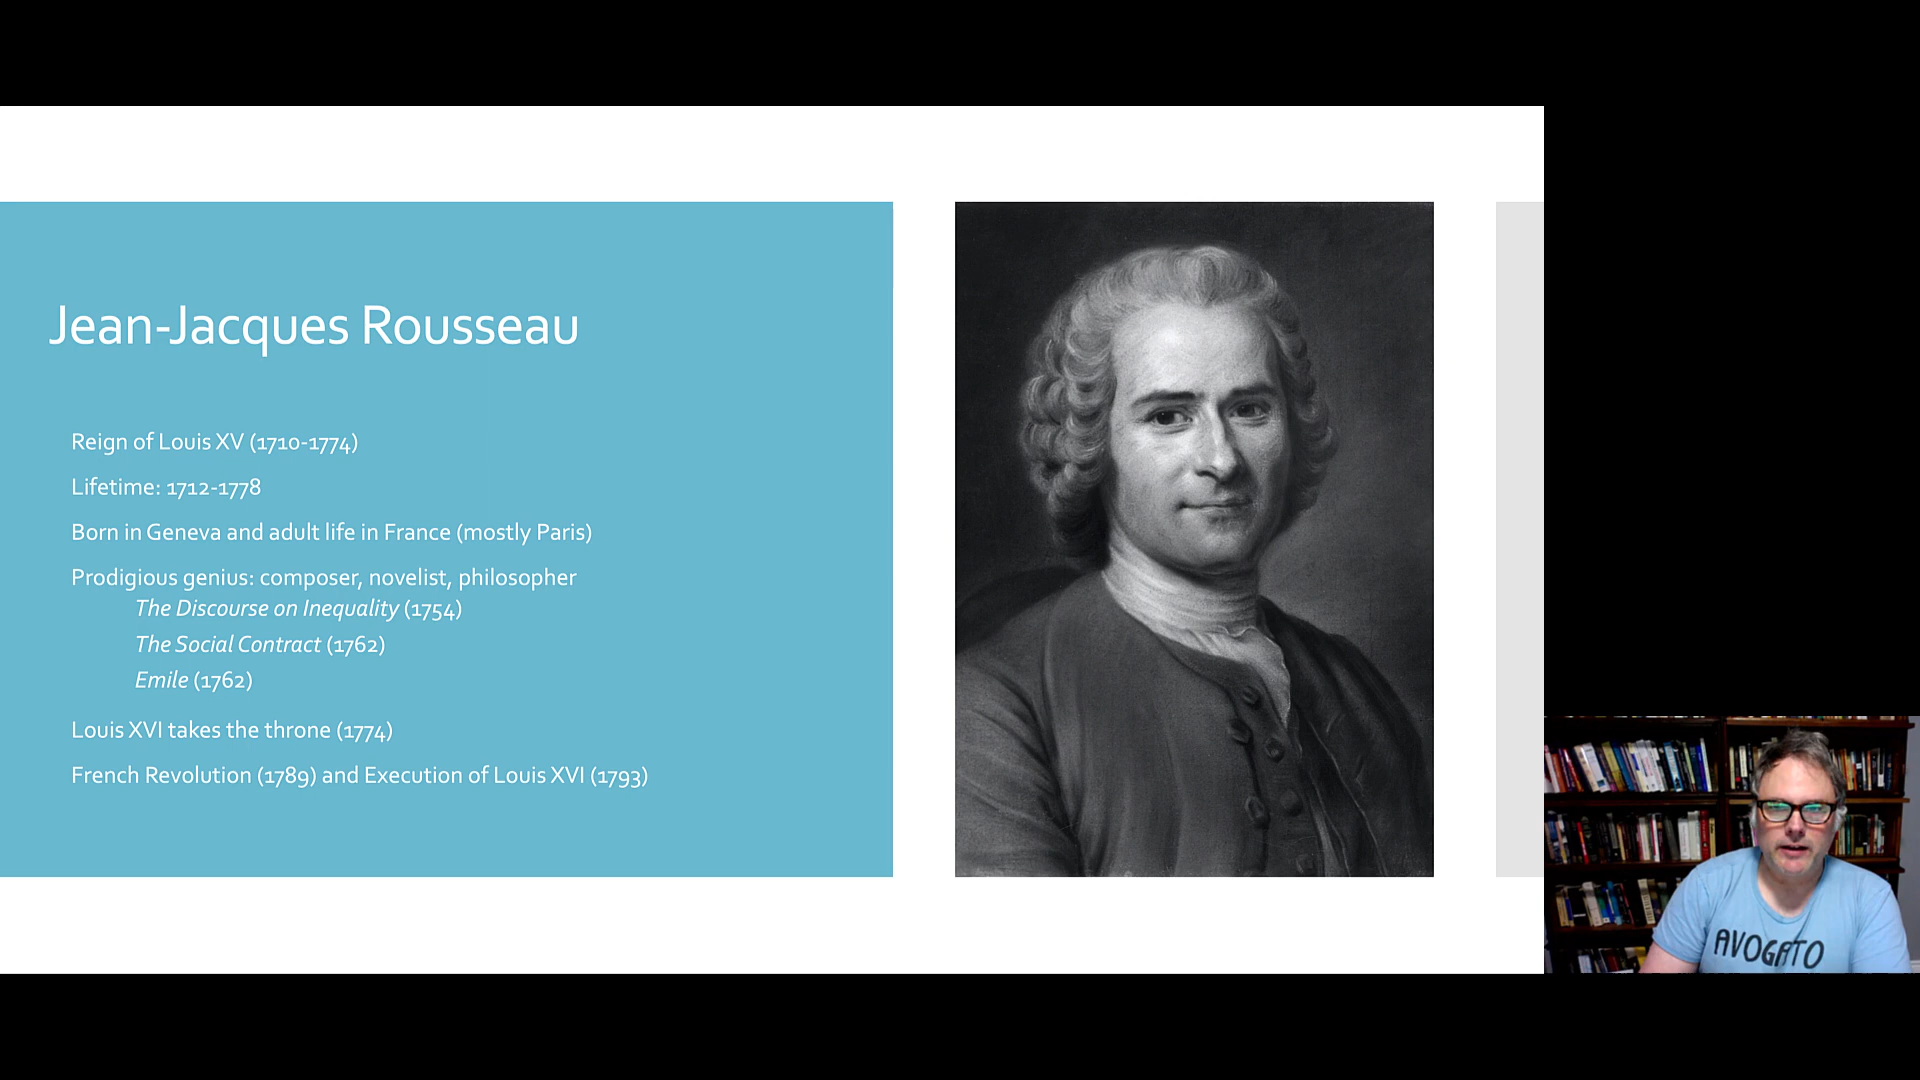 Jean-Jacques Rousseau
Reign of Louis XV (1710-1774)
Lifetime: 1712-1778
Born in Geneva and adult life in France (mostly Paris)
Prodigious genius: composer, novelist, philosopher
The Discourse on Inequality (1754)
The Social Contract (1762)
Emile (1762)
Louis XVI takes the throne (1774)
French Revolution (1789) and Execution of Louis XVI (1793)
AVOGATO